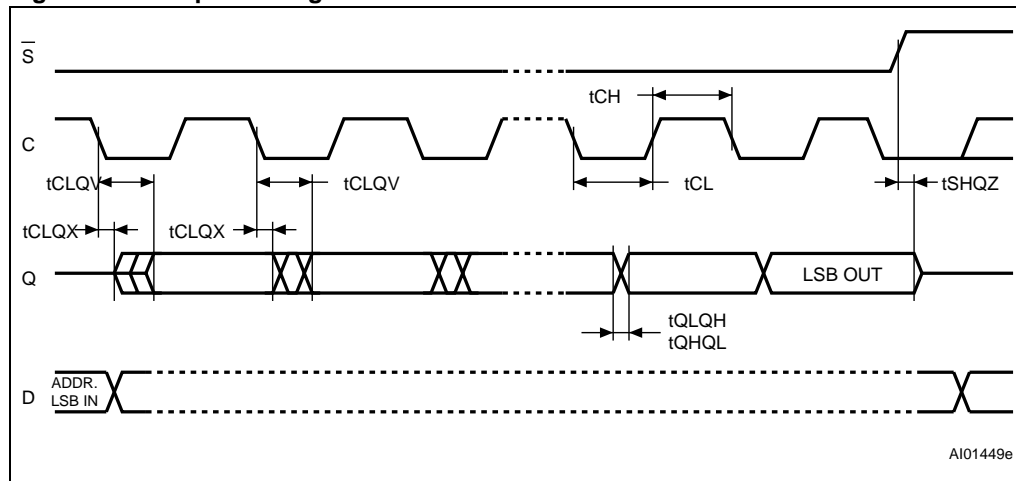 S
tCH
C
tCLQV
tCLQV
tCL
tSHQZ
tCLQX
tCLQX
Q
LSB OUT
tQLQH
tQHQL
ADDR.
D LSB IN
AI01449e